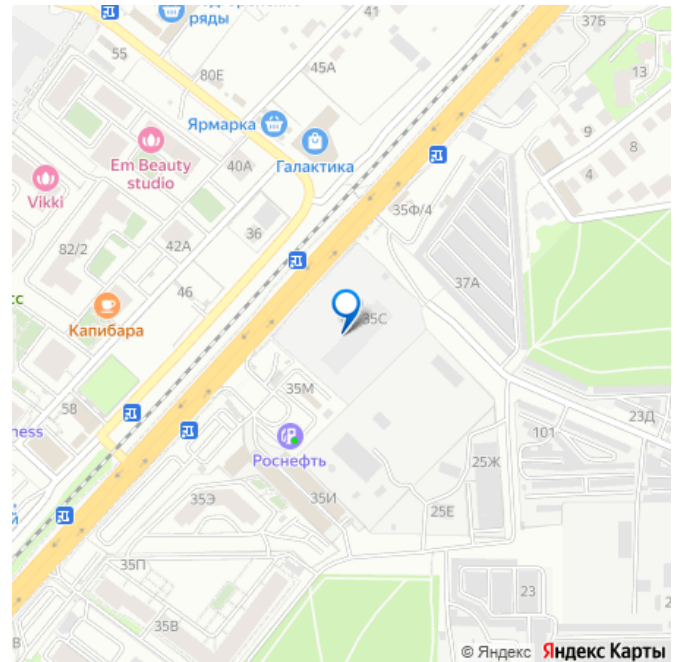 ряды
41
37Б
55
80Е
45А
13
Ярмарка
9
8
Em Beauty
studio
40А
Галактика
4
Vikki
35Ф/4
36
82/2
42А
37А
46
сс
Капибара
35С
35М
58
ness
23Д
101
Роснефть
25Ж
35Э
35И
25Е
35П
23
35В
2
© Яндекс Яндекс Карты